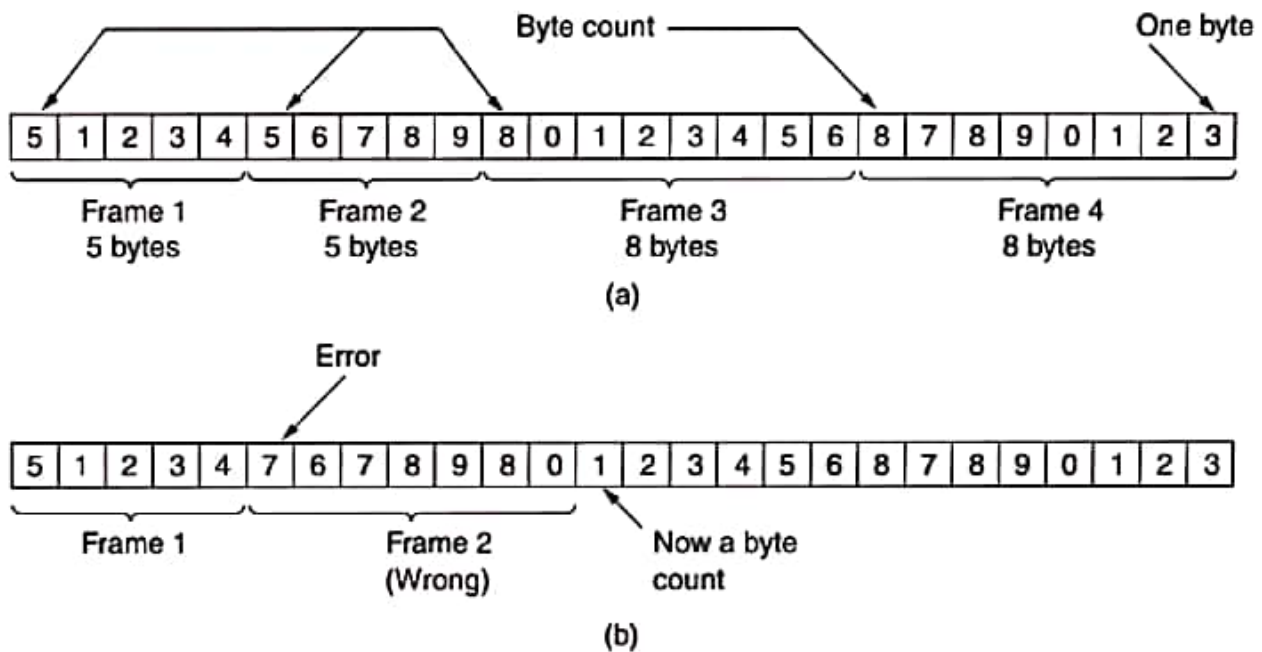 Byte count One byte
5 1 2 3 4 5 6 7 8 9 8 0 1 2 3 4 5 6 8 7 8 9 0 1 2 3
Frame 1 Frame 2 Frame 3 Frame 4
5 bytes 5 bytes 8 bytes 8 bytes
(a)
Error
5 1 2 3 4 7 6 7 8 9 8 0 1 2 3 4 5 6 8 7 8 9 0 1 2 3
Frame 1 Frame 2 Now a byte
(Wrong) count
(b)